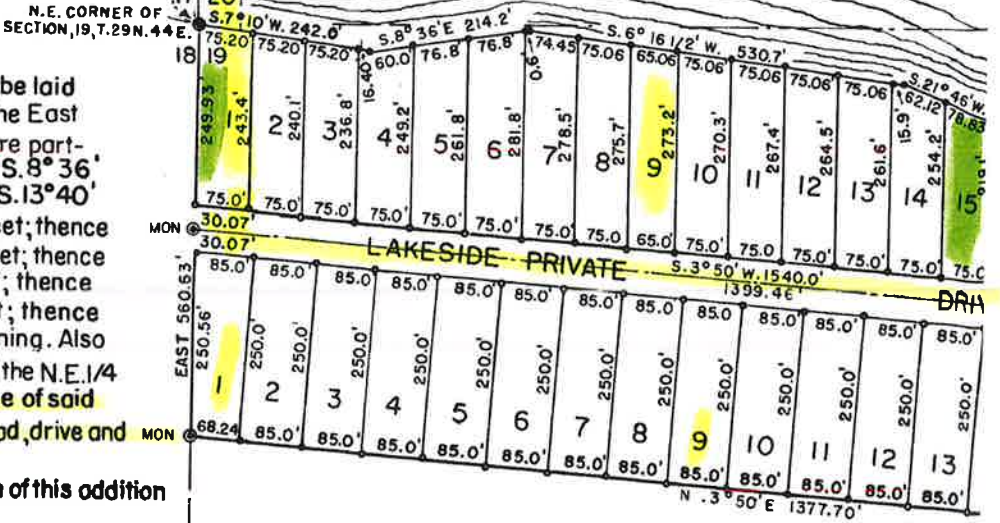 N.E. CORNER OF
SECTION, 19, T.29N. 44E.
S.7°10'W. 242.0'
S.8°36'E 214.2'
S. 6° 16 1/2' W. 530.7'
S.21°46'W.
18 19
75.20' 75.20 75.20' 16.40' 60.0' 76.8' 76.8' 0.6' 74.45 75.06 65.06 75.06' 75.06 75.06' 75.06' 15.9' 62.12 78.83
249.93' 1 243.4' 2 240.1' 3 236.8' 4 249.2' 5 261.8' 6 281.8' 7 278.5' 8 275.7' 9 273.2' 10 270.3' 11 267.4' 12 264.5' 13 261.6' 14 254.2' 15
75.0' 75.0' 75.0' 75.0' 75.0' 75.0' 75.0' 75.0 65.0' 75.0' 75.0 75.0' 75.0' 75.0'
MON 30.07'
30.07'
LAKESIDE PRIVATE
S.3°50'W.1540.0'
1399.46'
85.0' 85.0' 85.0' 85.0' 85.0' 85.0' 85.0' 85.0' 85.0' 85.0 85.0' 85.0' 85.0'
EAST 560.63'
250.56' 250.0' 250.0' 250.0' 250.0' 250.0' 250.0' 250.0' 250.0' 250.0' 250.0' 250.0' 250.0'
1 2 3 4 5 6 7 8 9 10 11 12 13
MON 68.24 85.0' 85.0' 85.0' 85.0' 85.0' 85.0' 85.0' 85.0' 85.0' 85.0' 85.0' 85.0'
N .3°50'E 1377.70'
be laid
East
part-
S.8°36'
S.13°40'
thence
thence
; thence
thence
Also
the N.E.1/4
of said
drive and
of this addition